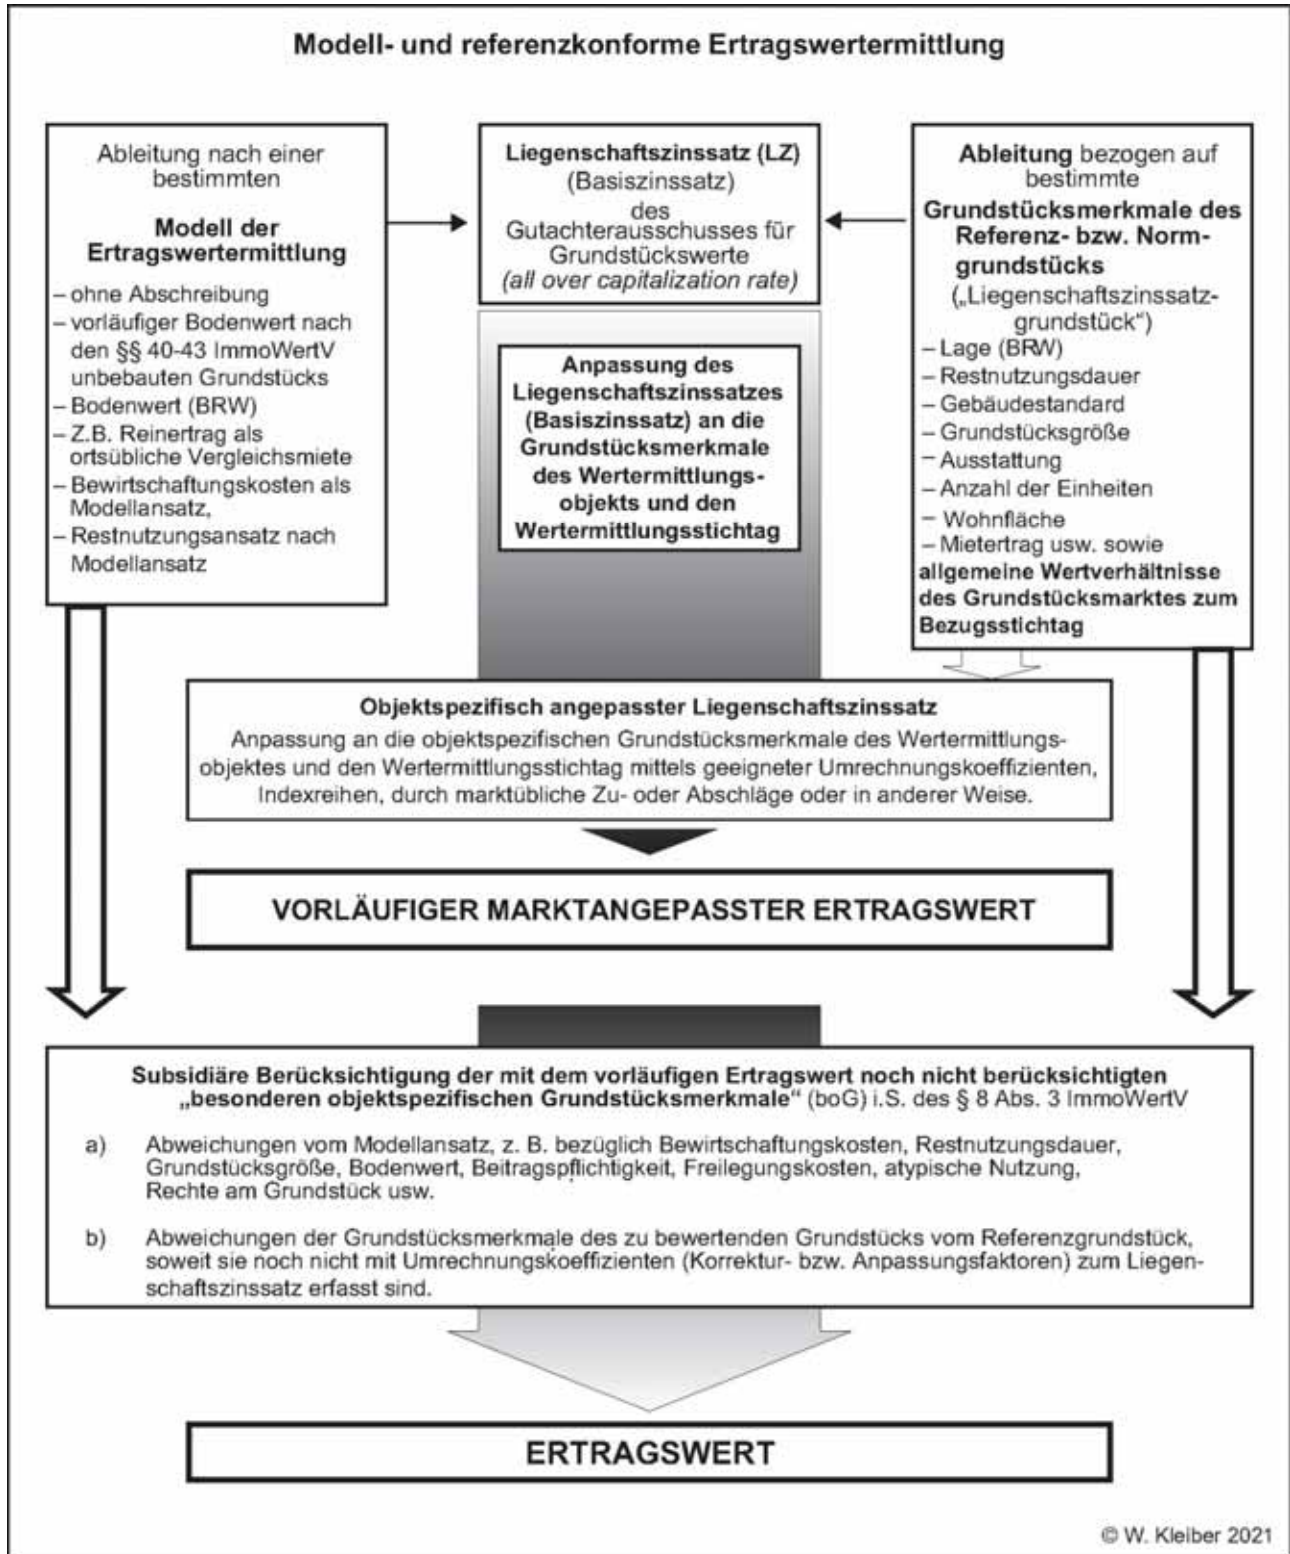 Modell- und referenzkonforme Ertragswertermittlung
Ableitung nach einer
bestimmten
Modell der
Ertragswertermittlung
– ohne Abschreibung
– vorläufiger Bodenwert nach
den §§ 40-43 ImmoWertV
unbebauten Grundstücks
– Bodenwert (BRW)
– Z.B. Reinertrag als
ortsübliche Vergleichsmiete
– Bewirtschaftungskosten als
Modellansatz,
– Restnutzungsansatz nach
Modellansatz
Liegenschaftszinssatz (LZ)
(Basiszinssatz)
des
Gutachterausschusses für
Grundstückswerte
(all over capitalization rate)
Anpassung des
Liegenschaftszinssatzes
(Basiszinssatz) an die
Grundstücksmerkmale
des Wertermittlungs-
objekts und den
Wertermittlungsstichtag
Ableitung bezogen auf
bestimmte
Grundstücksmerkmale des
Referenz- bzw. Norm-
grundstücks
(„Liegenschaftszinssatz-
grundstück“)
– Lage (BRW)
– Restnutzungsdauer
– Gebäudestandard
– Grundstücksgröße
– Ausstattung
– Anzahl der Einheiten
– Wohnfläche
– Mietertrag usw. sowie
allgemeine Wertverhältnisse
des Grundstücksmarktes zum
Bezugsstichtag
Objektspezifisch angepasster Liegenschaftszinssatz
Anpassung an die objektspezifischen Grundstücksmerkmale des Wertermittlungs-
objektes und den Wertermittlungsstichtag mittels geeigneter Umrechnungskoeffizienten,
Indexreihen, durch marktübliche Zu- oder Abschläge oder in anderer Weise.
VORLÄUFIGER MARKTANGEPASSTER ERTRAGSWERT
Subsidiäre Berücksichtigung der mit dem vorläufigen Ertragswert noch nicht berücksichtigten
„besonderen objektspezifischen Grundstücksmerkmale“ (boG) i.S. des § 8 Abs. 3 ImmoWertV
a) Abweichungen vom Modellansatz, z. B. bezüglich Bewirtschaftungskosten, Restnutzungsdauer,
Grundstücksgröße, Bodenwert, Beitragspflichtigkeit, Freilegungskosten, atypische Nutzung,
Rechte am Grundstück usw.
b) Abweichungen der Grundstücksmerkmale des zu bewertenden Grundstücks vom Referenzgrundstück,
soweit sie noch nicht mit Umrechnungskoeffizienten (Korrektur- bzw. Anpassungsfaktoren) zum Liegen-
schaftszinssatz erfasst sind.
ERTRAGSWERT
© W. Kleiber 2021